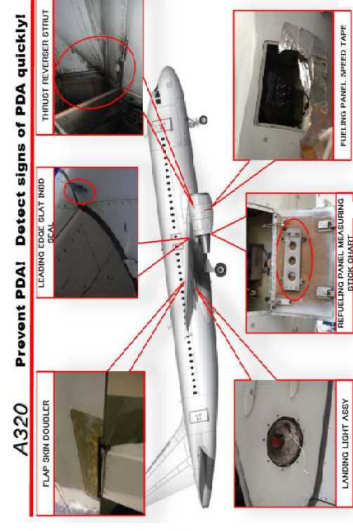 A320 Prevent PDA! Detect signs of PDA quickly!
FLAP SKIN DOUBLER
LEADING EDGE SLAT INBD
SEAL
THRUST REVERSER STRUT
LANDING LIGHT ASSY
REFUELING PANEL MEASURING
STICK CHART
FUELING PANEL SPEED TAPE